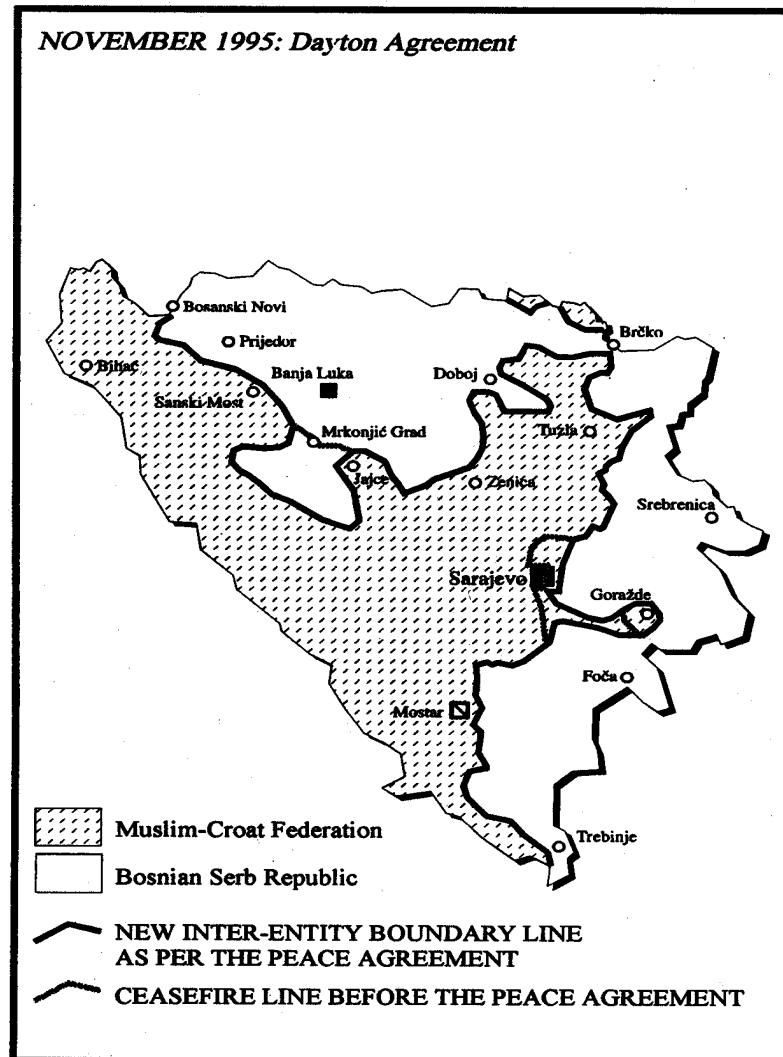 NOVEMBER 1995: Dayton Agreement
Bosanski Novi
Prijedor
Brčko
Bihać
Banja Luka
Doboj
Sanski Most
Mrkonjić Grad
Tuzla
Jajce
Zenica
Srebrenica
Sarajevo
Goražde
Foča
Mostar
Trebinje
Muslim-Croat Federation
Bosnian Serb Republic
NEW INTER-ENTITY BOUNDARY LINE
AS PER THE PEACE AGREEMENT
CEASEFIRE LINE BEFORE THE PEACE AGREEMENT